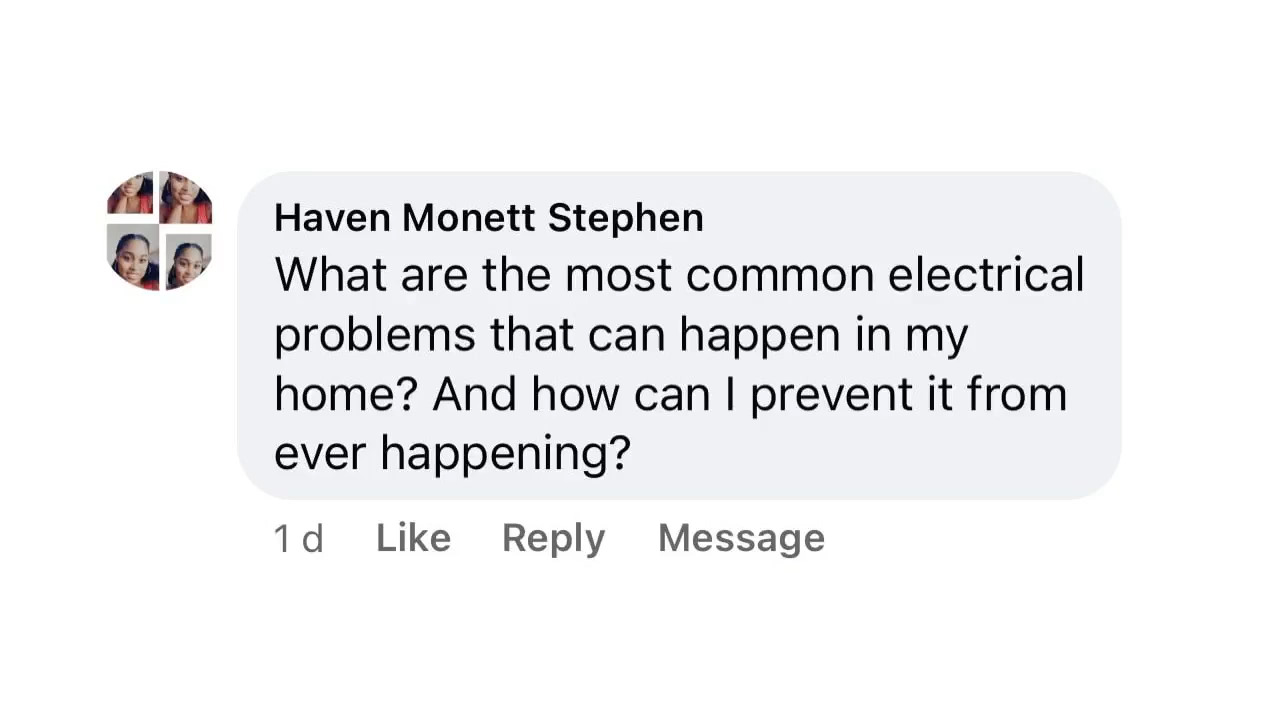 Haven Monett Stephen
What are the most common electrical
problems that can happen in my
home? And how can I prevent it from
ever happening?
1 d Like Reply Message